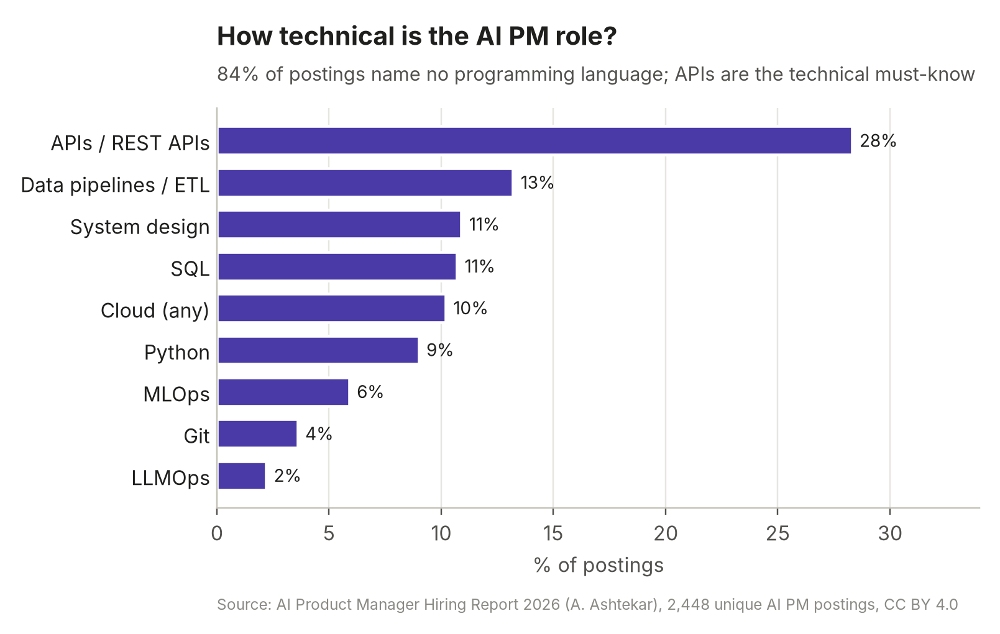 How technical is the AI PM role?
84% of postings name no programming language; APIs are the technical must-know
APIs / REST APIs 28%
Data pipelines / ETL 13%
System design 11%
SQL 11%
Cloud (any) 10%
Python 9%
MLOps 6%
Git 4%
LLMOps 2%
0 5 10 15 20 25 30
% of postings
Source: AI Product Manager Hiring Report 2026 (A. Ashtekar), 2,448 unique AI PM postings, CC BY 4.0